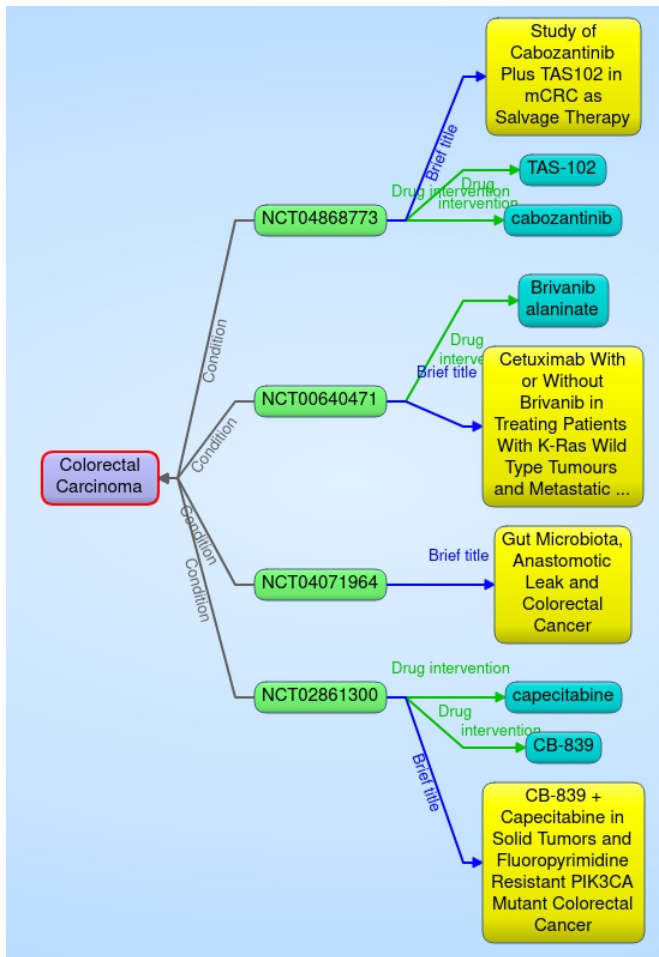 Study of
Cabozantinib
Plus TAS102 in
mCRC as
Salvage Therapy
Brief title
TAS-102
Drug
intervention
Drug intervention
NCT04868773
cabozantinib
Condition
Brivanib
alaninate
Drug
interve
Brief title
NCT00640471
Cetuximab With
or Without
Brivanib in
Treating Patients
With K-Ras Wild
Type Tumours
and Metastatic ...
Condition
Colorectal
Carcinoma
Condition
Condition
Brief title
NCT04071964
Gut Microbiota,
Anastomotic
Leak and
Colorectal
Cancer
Drug intervention
NCT02861300
capecitabine
Drug
intervention
CB-839
Brief title
CB-839 +
Capecitabine in
Solid Tumors and
Fluoropyrimidine
Resistant PIK3CA
Mutant Colorectal
Cancer